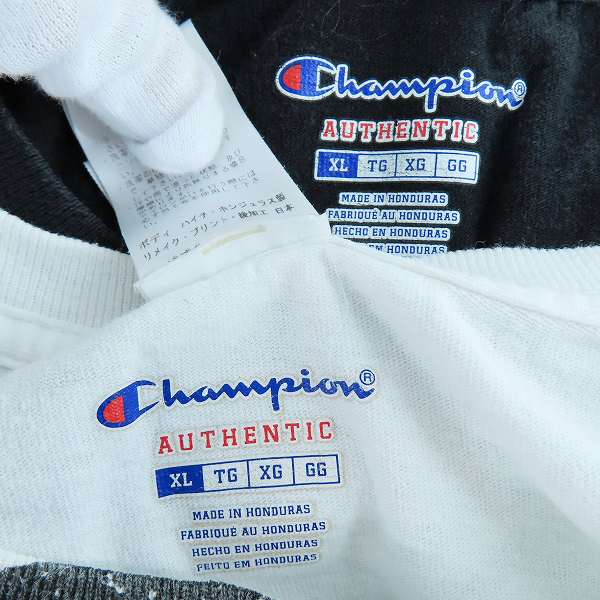 Champion®
AUTHENTIC
XL TG XG GG
MADE IN HONDURAS
FABRIQUÉ AU HONDURAS
HECHO EN HONDURAS
EM HONDURAS
ボディ ハイチ・ホンジュラス製
リメイク・プリント・後加工 日本
Champion®
AUTHENTIC
XL TG XG GG
MADE IN HONDURAS
FABRIQUÉ AU HONDURAS
HECHO EN HONDURAS
FEITO EM HONDURAS